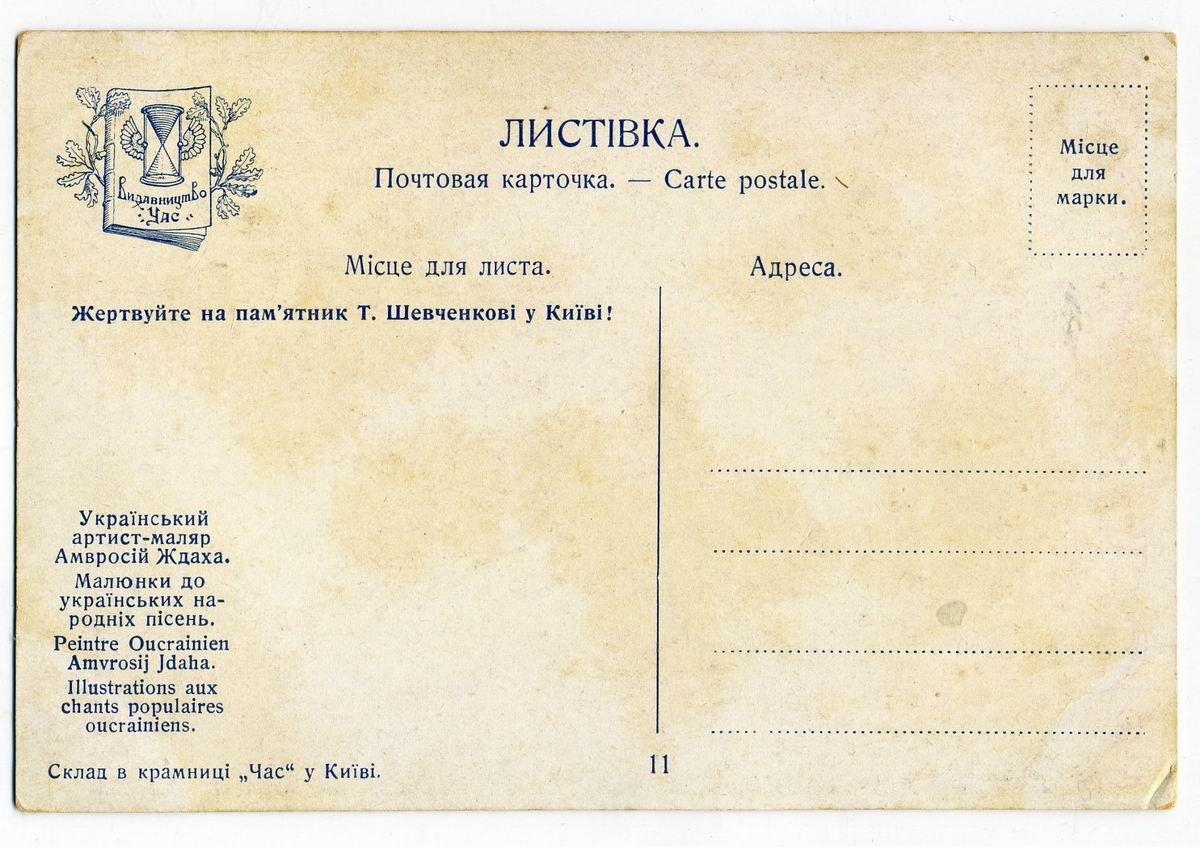 Видавництво
„Час“
ЛИСТІВКА.
Почтовая карточка. — Carte postale.
Місце
для
марки.
Місце для листа.
Адреса.
Жертвуйте на пам'ятник Т. Шевченкові у Київі!
Український
артист-маляр
Амвросій Ждаха.
Малюнки до
українських на-
родніх пісень.
Peintre Oucrainien
Amvrosij Jdaha.
Illustrations aux
chants populaires
oucrainiens.
Склад в крамниці „Час“ у Київі.
11